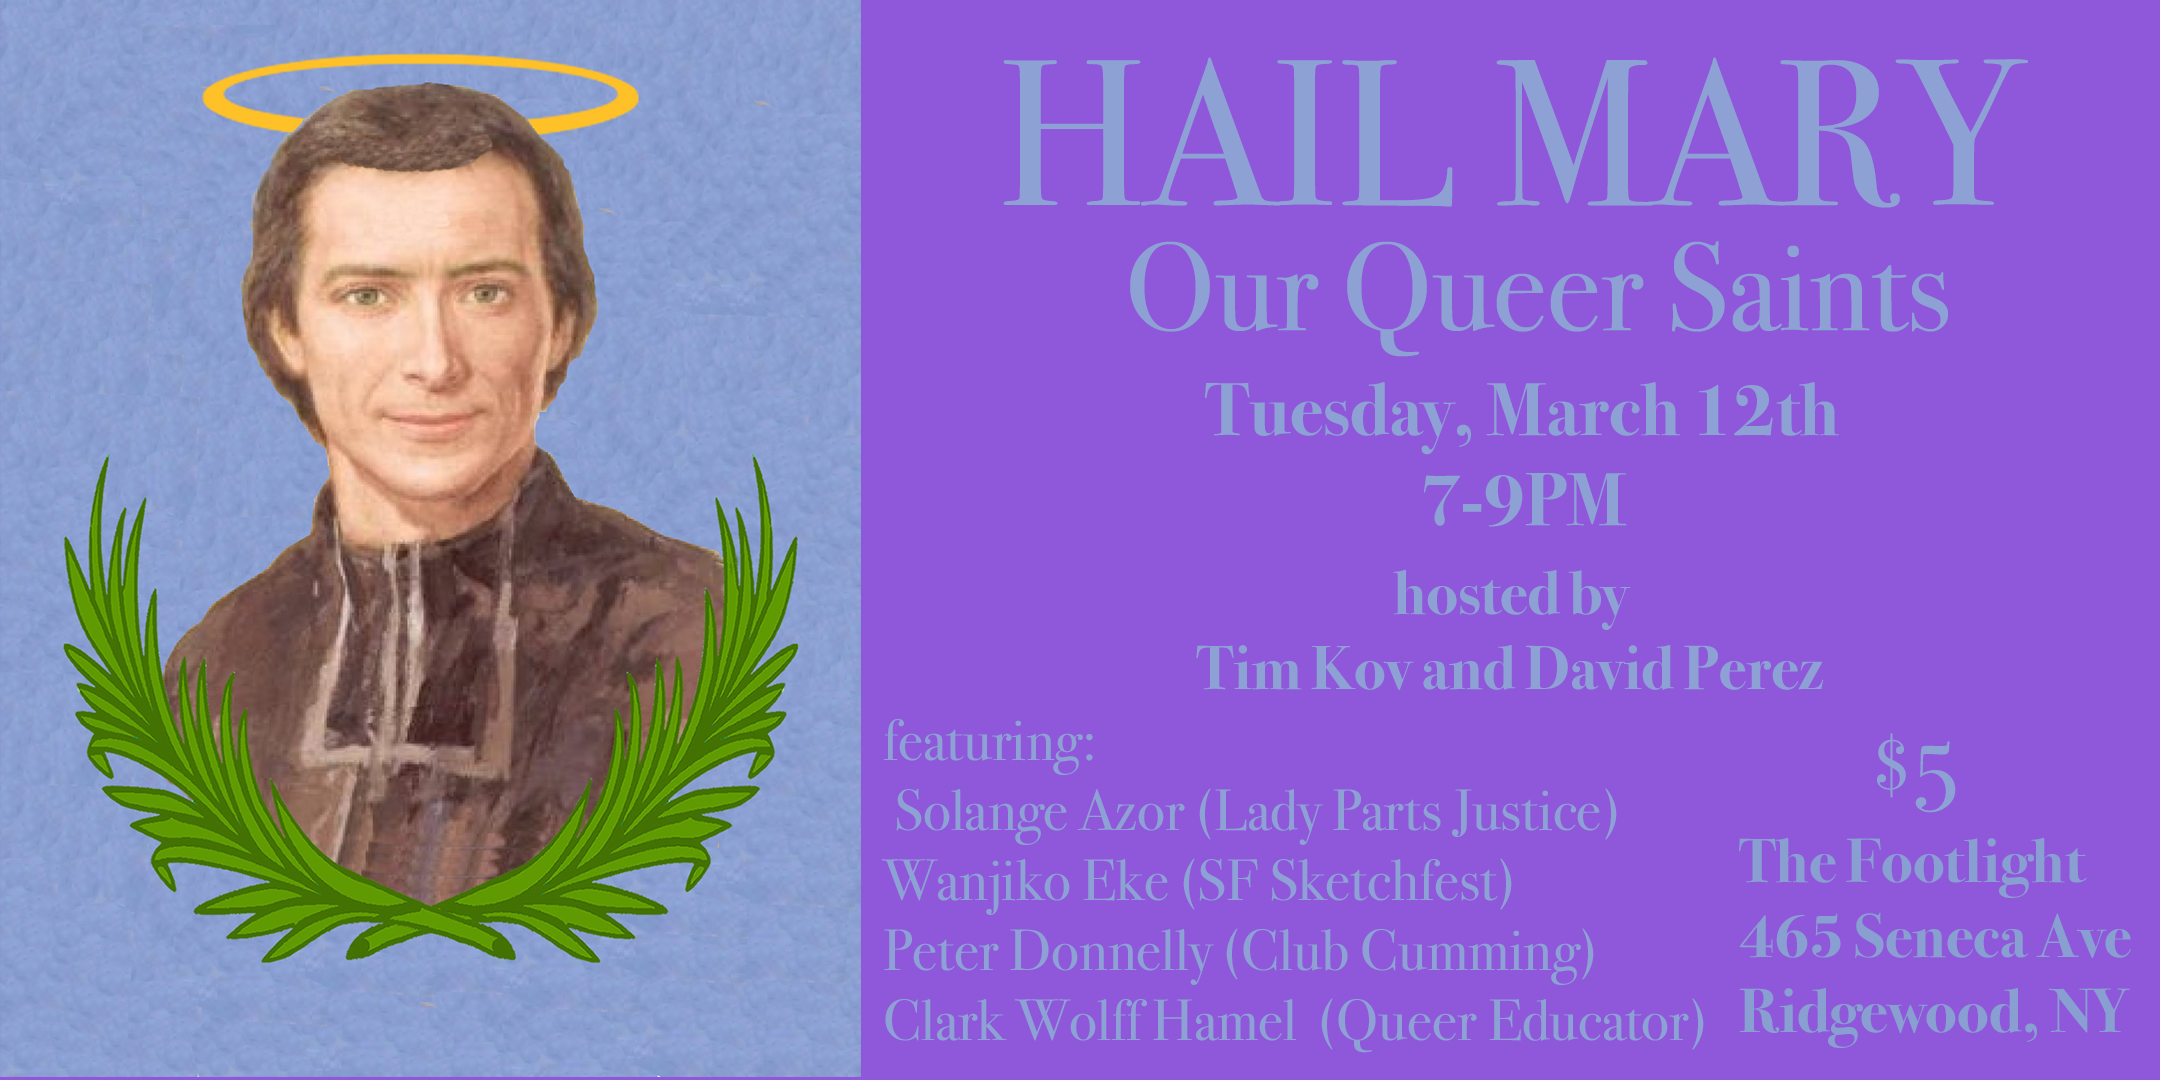 HAIL MARY
Our Queer Saints
Tuesday, March 12th
7-9PM
hosted by
Tim Kov and David Perez
featuring:
Solange Azor (Lady Parts Justice)
Wanjiko Eke (SF Sketchfest)
Peter Donnelly (Club Cumming)
Clark Wolff Hamel (Queer Educator)
$5
The Footlight
465 Seneca Ave
Ridgewood, NY